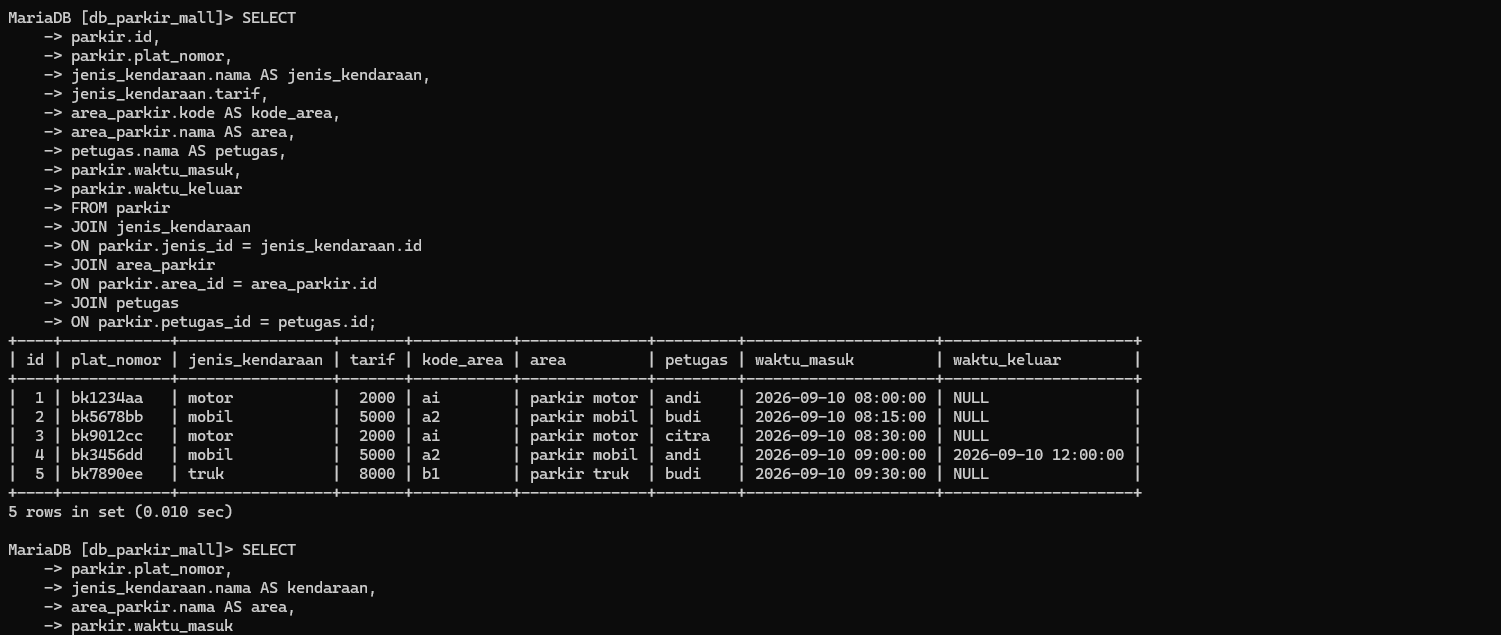 MariaDB [db_parkir_mall]> SELECT
    -> parkir.id,
    -> parkir.plat_nomor,
    -> jenis_kendaraan.nama AS jenis_kendaraan,
    -> jenis_kendaraan.tarif,
    -> area_parkir.kode AS kode_area,
    -> area_parkir.nama AS area,
    -> petugas.nama AS petugas,
    -> parkir.waktu_masuk,
    -> parkir.waktu_keluar
    -> FROM parkir
    -> JOIN jenis_kendaraan
    -> ON parkir.jenis_id = jenis_kendaraan.id
    -> JOIN area_parkir
    -> ON parkir.area_id = area_parkir.id
    -> JOIN petugas
    -> ON parkir.petugas_id = petugas.id;
+----+------------+-----------------+-------+-----------+--------------+---------+---------------------+---------------------+
| id | plat_nomor | jenis_kendaraan | tarif | kode_area | area         | petugas | waktu_masuk         | waktu_keluar        |
+----+------------+-----------------+-------+-----------+--------------+---------+---------------------+---------------------+
|  1 | bk1234aa   | motor           |  2000 | ai        | parkir motor | andi    | 2026-09-10 08:00:00 | NULL                |
|  2 | bk5678bb   | mobil           |  5000 | a2        | parkir mobil | budi    | 2026-09-10 08:15:00 | NULL                |
|  3 | bk9012cc   | motor           |  2000 | ai        | parkir motor | citra   | 2026-09-10 08:30:00 | NULL                |
|  4 | bk3456dd   | mobil           |  5000 | a2        | parkir mobil | andi    | 2026-09-10 09:00:00 | 2026-09-10 12:00:00 |
|  5 | bk7890ee   | truk            |  8000 | b1        | parkir truk  | budi    | 2026-09-10 09:30:00 | NULL                |
+----+------------+-----------------+-------+-----------+--------------+---------+---------------------+---------------------+
5 rows in set (0.010 sec)

MariaDB [db_parkir_mall]> SELECT
    -> parkir.plat_nomor,
    -> jenis_kendaraan.nama AS kendaraan,
    -> area_parkir.nama AS area,
    -> parkir.waktu_masuk